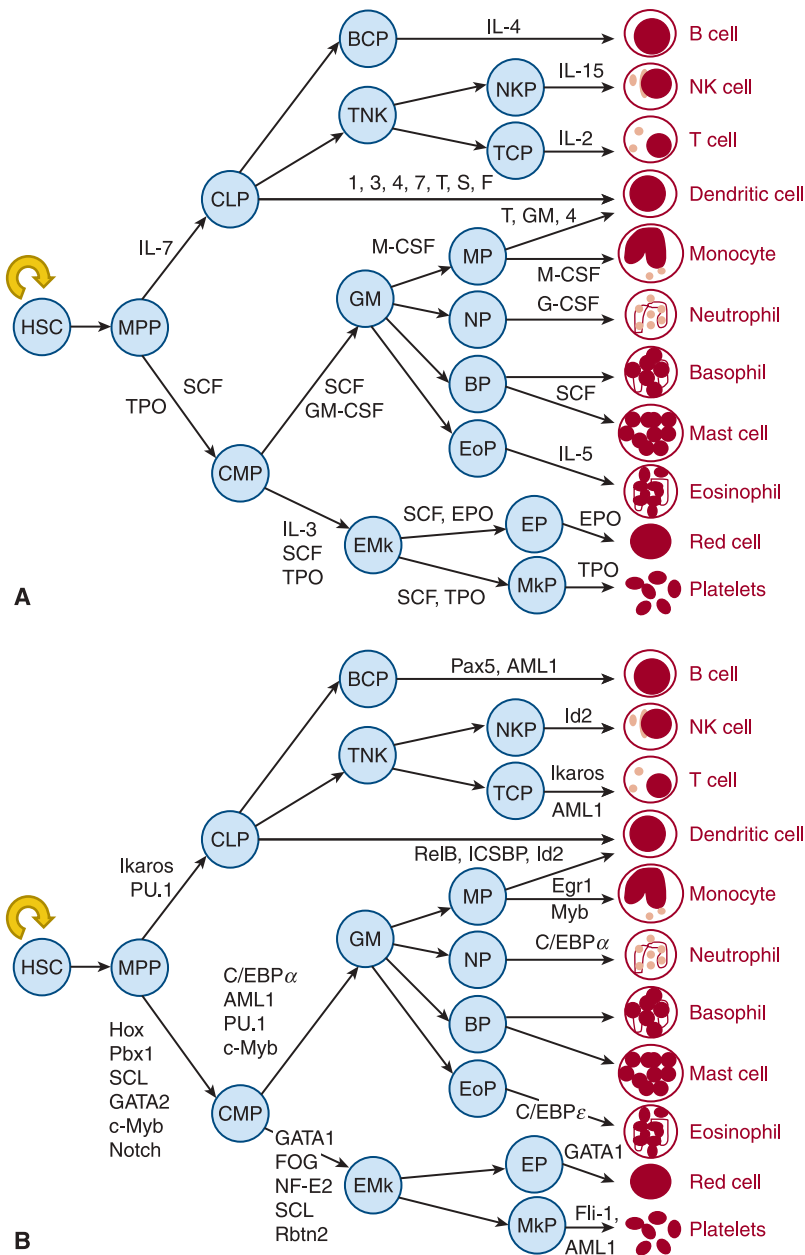 BCP
IL-4
B cell
NKP
IL-15
NK cell
TNK
TCP
IL-2
T cell
CLP
1, 3, 4, 7, T, S, F
Dendritic cell
T, GM, 4
IL-7
M-CSF
MP
M-CSF
Monocyte
GM
HSC
MPP
NP
G-CSF
Neutrophil
SCF
TPO
SCF
GM-CSF
BP
SCF
Basophil
Mast cell
CMP
EoP
IL-5
Eosinophil
IL-3
SCF
TPO
EMk
SCF, EPO
EP
EPO
Red cell
SCF, TPO
MkP
TPO
Platelets
A
BCP
Pax5, AML1
B cell
NKP
Id2
NK cell
TNK
TCP
Ikaros
AML1
T cell
CLP
Dendritic cell
RelB, ICSBP, Id2
Ikaros
PU.1
MP
Egr1
Myb
Monocyte
GM
HSC
MPP
NP
C/EBPα
Neutrophil
C/EBPα
AML1
PU.1
c-Myb
BP
Basophil
Mast cell
Hox
Pbx1
SCL
GATA2
c-Myb
Notch
CMP
EoP
C/EBPε
Eosinophil
GATA1
FOG
NF-E2
SCL
Rbtn2
EMk
EP
GATA1
Red cell
MkP
Fli-1,
AML1
Platelets
B